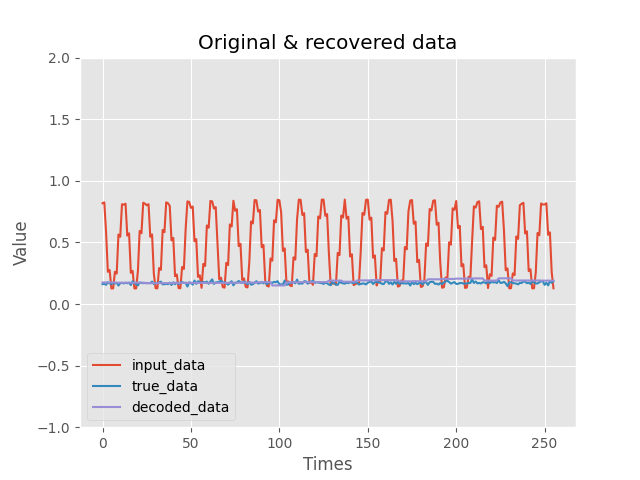 Original & recovered data
2.0
1.5
1.0
0.5
0.0
−0.5
−1.0
Value
input_data
true_data
decoded_data
0
50
100
150
200
250
Times